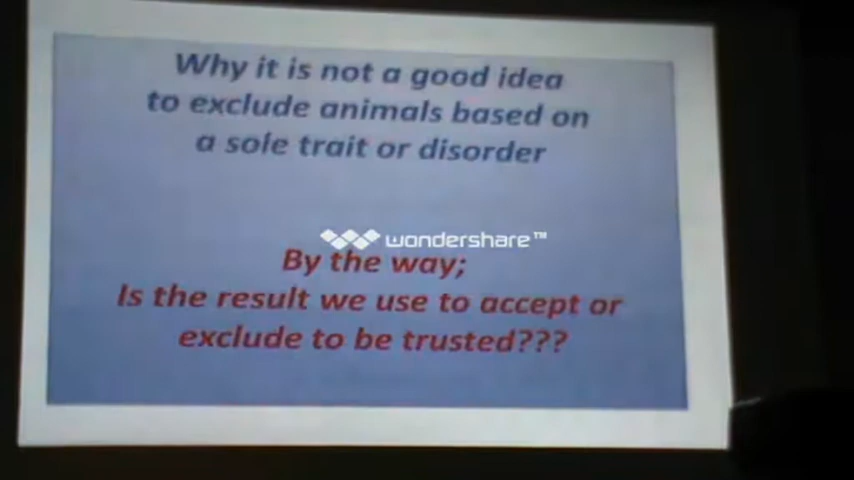 Why it is not a good idea
to exclude animals based on
a sole trait or disorder
wondershare™
By the way;
Is the result we use to accept or
exclude to be trusted???